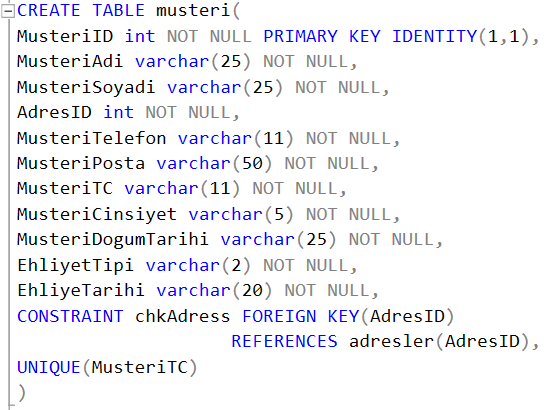 CREATE TABLE musteri(
MusteriID int NOT NULL PRIMARY KEY IDENTITY(1,1),
MusteriAdi varchar(25) NOT NULL,
MusteriSoyadi varchar(25) NOT NULL,
AdresID int NOT NULL,
MusteriTelefon varchar(11) NOT NULL,
MusteriPosta varchar(50) NOT NULL,
MusteriTC varchar(11) NOT NULL,
MusteriCinsiyet varchar(5) NOT NULL,
MusteriDogumTarihi varchar(25) NOT NULL,
EhliyetTipi varchar(2) NOT NULL,
EhliyeTarihi varchar(20) NOT NULL,
CONSTRAINT chkAdress FOREIGN KEY(AdresID)
REFERENCES adresler(AdresID),
UNIQUE(MusteriTC)
)